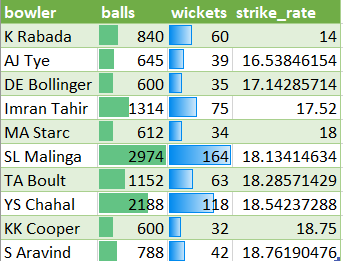 bowler balls wickets strike_rate
K Rabada 840 60 14
AJ Tye 645 39 16.53846154
DE Bollinger 600 35 17.14285714
Imran Tahir 1314 75 17.52
MA Starc 612 34 18
SL Malinga 2974 164 18.13414634
TA Boult 1152 63 18.28571429
YS Chahal 2188 118 18.54237288
KK Cooper 600 32 18.75
S Aravind 788 42 18.76190476